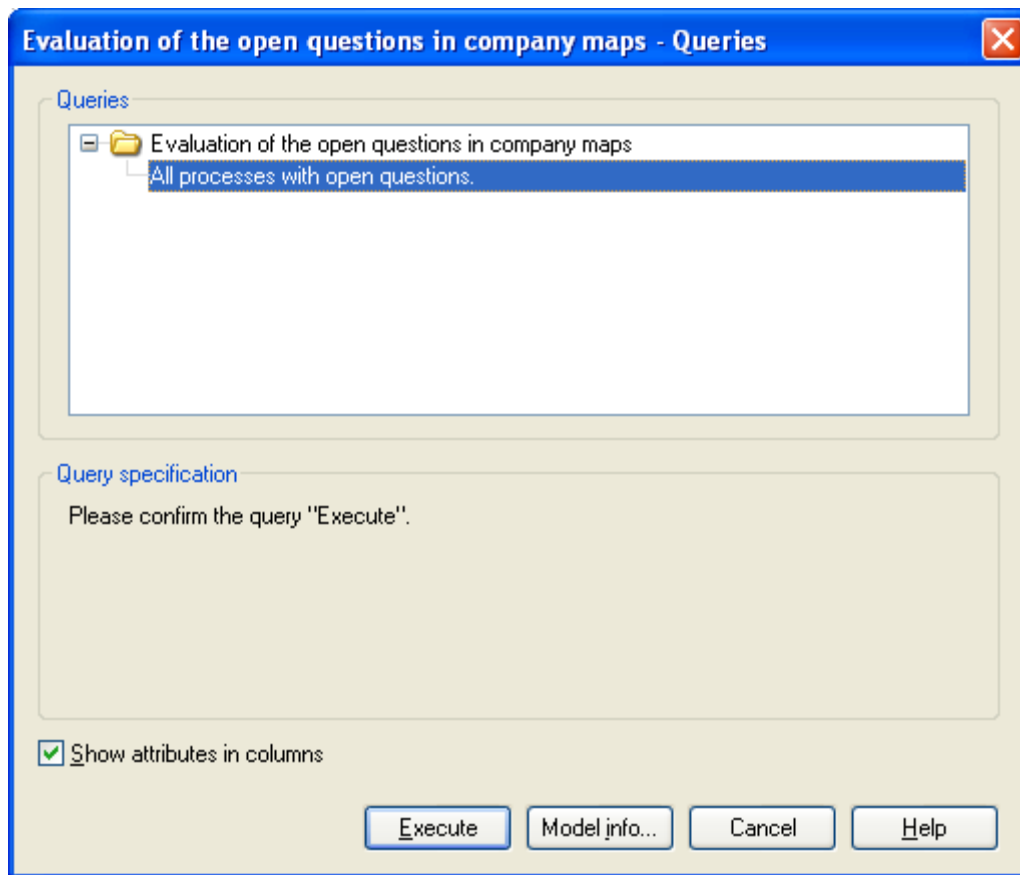 Evaluation of the open questions in company maps - Queries
Queries
Evaluation of the open questions in company maps
All processes with open questions.
Query specification
Please confirm the query "Execute".
Show attributes in columns
Execute Model info... Cancel Help